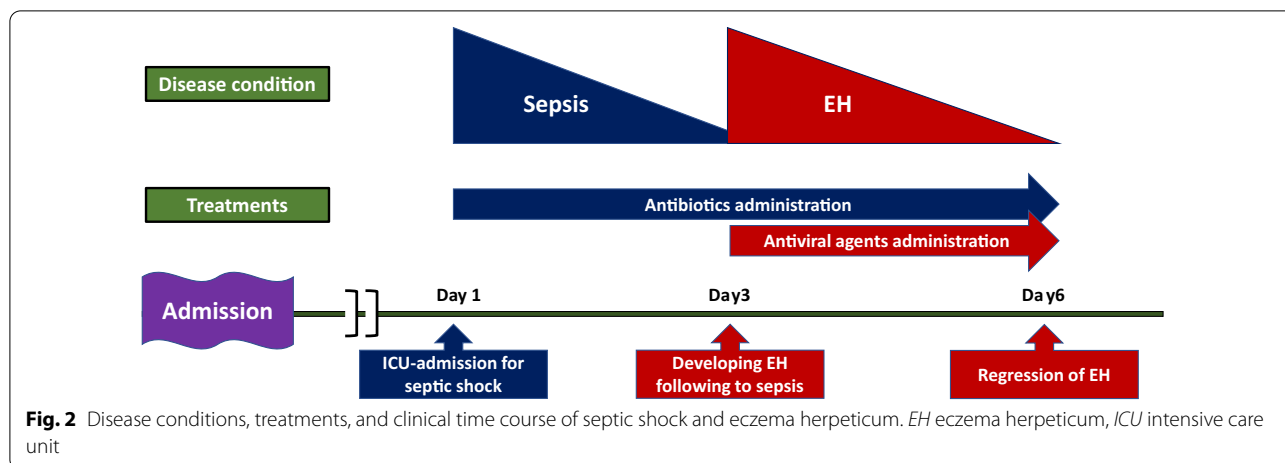 Disease condition
Sepsis
EH
Treatments
Antibiotics administration
Antiviral agents administration
Admission
Day 1
Day3
Day6
ICU-admission for
septic shock
Developing EH
following to sepsis
Regression of EH
Fig. 2 Disease conditions, treatments, and clinical time course of septic shock and eczema herpeticum. EH eczema herpeticum, ICU intensive care
unit